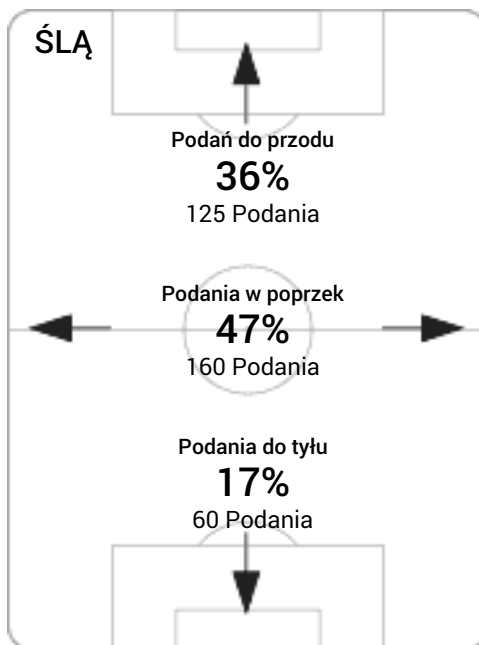 ŚLĄ
Podań do przodu
36%
125 Podania
Podania w poprzek
47%
160 Podania
Podania do tyłu
17%
60 Podania